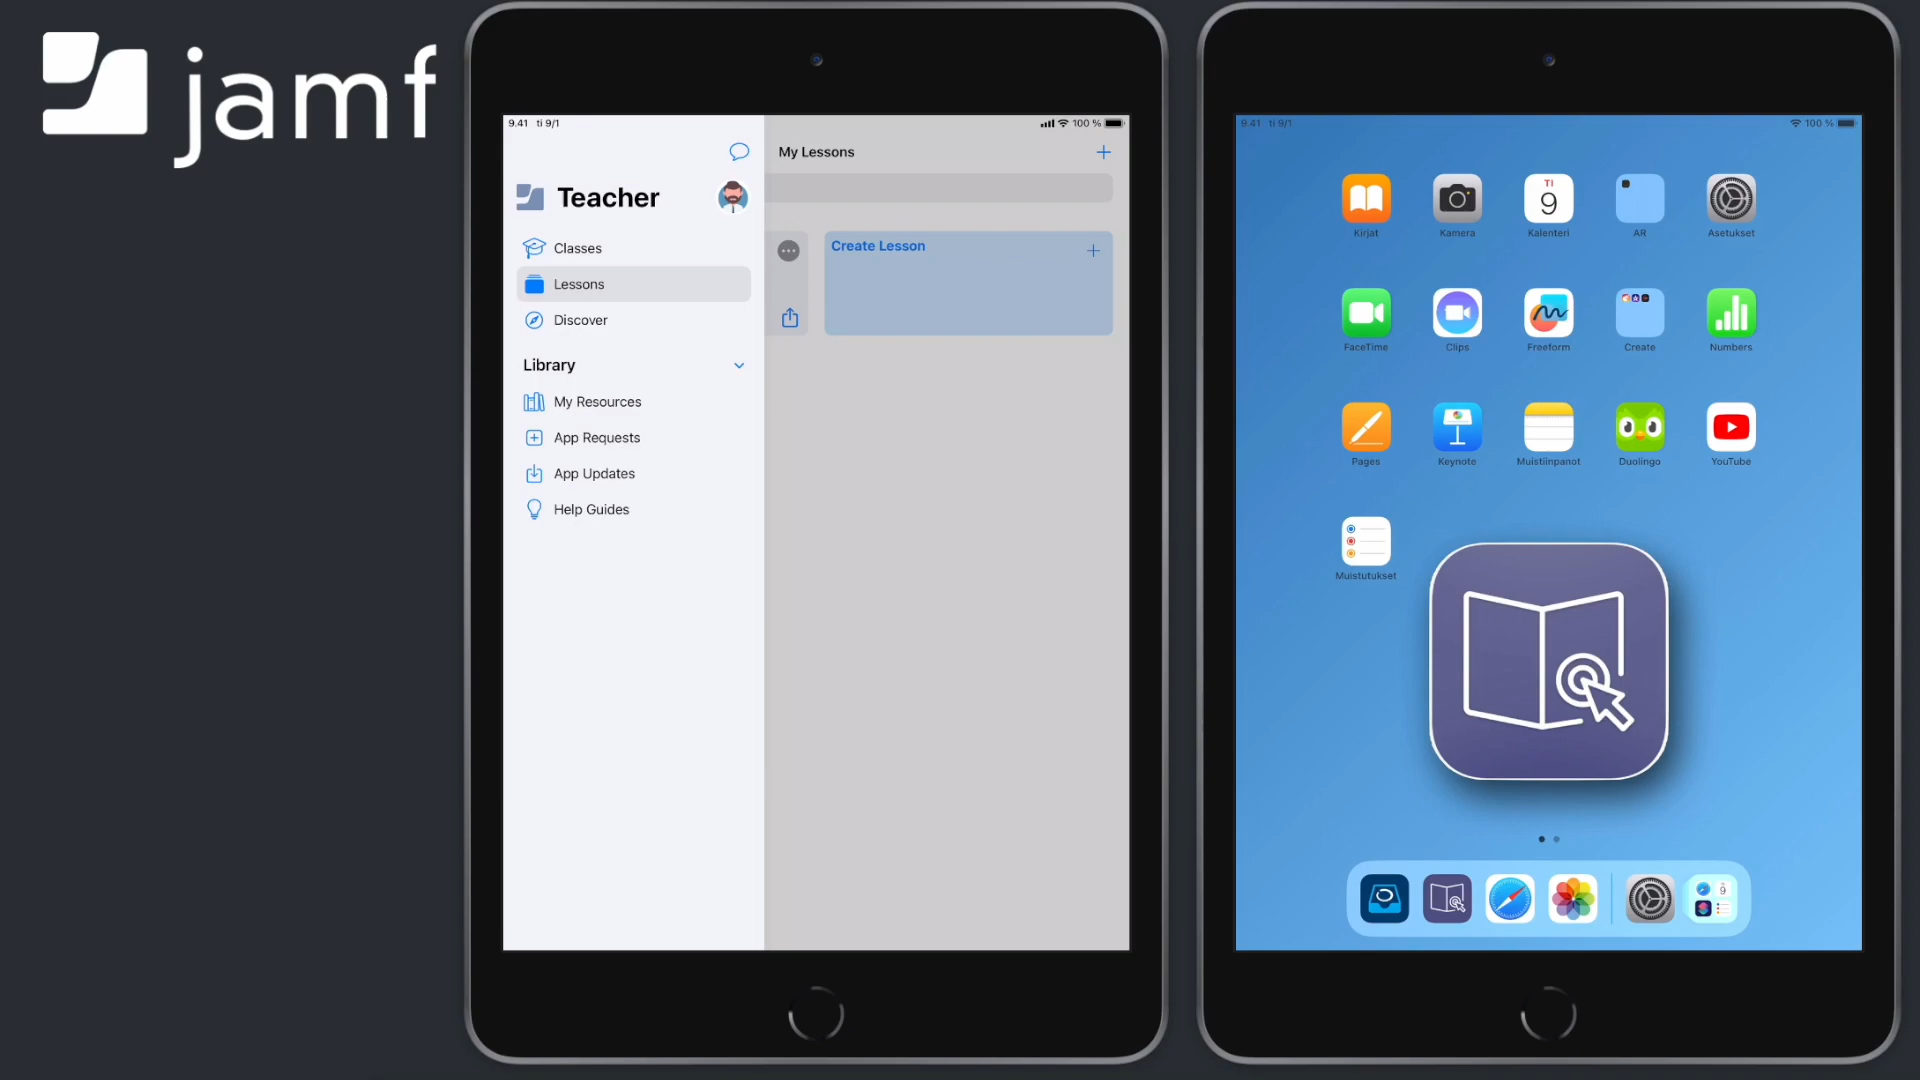 jamf
9.41 ti 9/1
100 %
My Lessons
Teacher
Classes
Lessons
Discover
Library
My Resources
App Requests
App Updates
Help Guides
Create Lesson
9.41 ti 9/1
100 %
TI
9
Kirjat
Kamera
Kalenteri
AR
Asetukset
FaceTime
Clips
Freeform
Create
Numbers
Pages
Keynote
Muistiinpanot
Duolingo
YouTube
Muistutukset
9